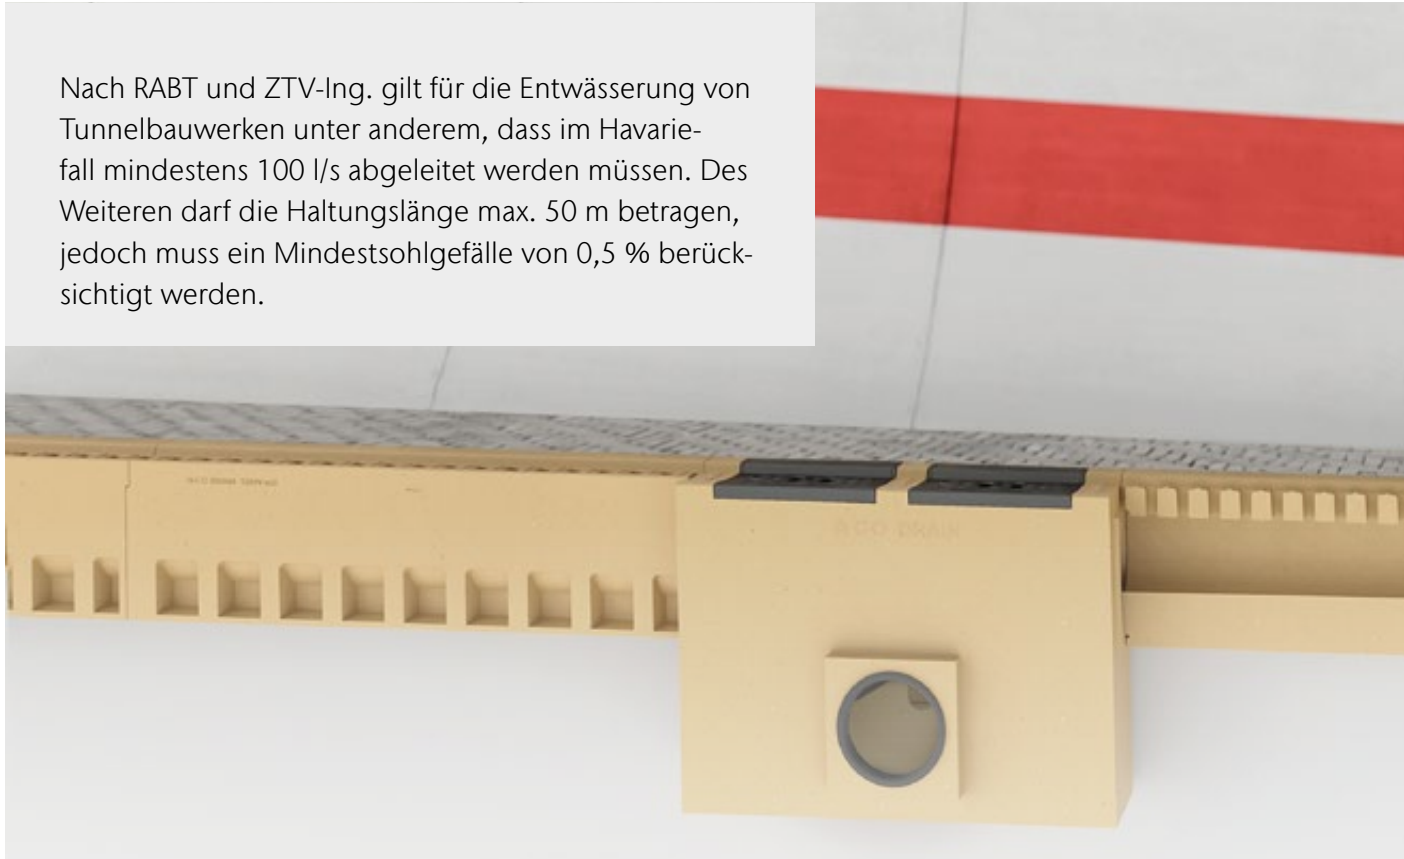 Nach RABT und ZTV-Ing. gilt für die Entwässerung von
Tunnelbauwerken unter anderem, dass im Havarie-
fall mindestens 100 l/s abgeleitet werden müssen. Des
Weiteren darf die Haltungslänge max. 50 m betragen,
jedoch muss ein Mindestsohlgefälle von 0,5 % berück-
sichtigt werden.
ACO DRAIN